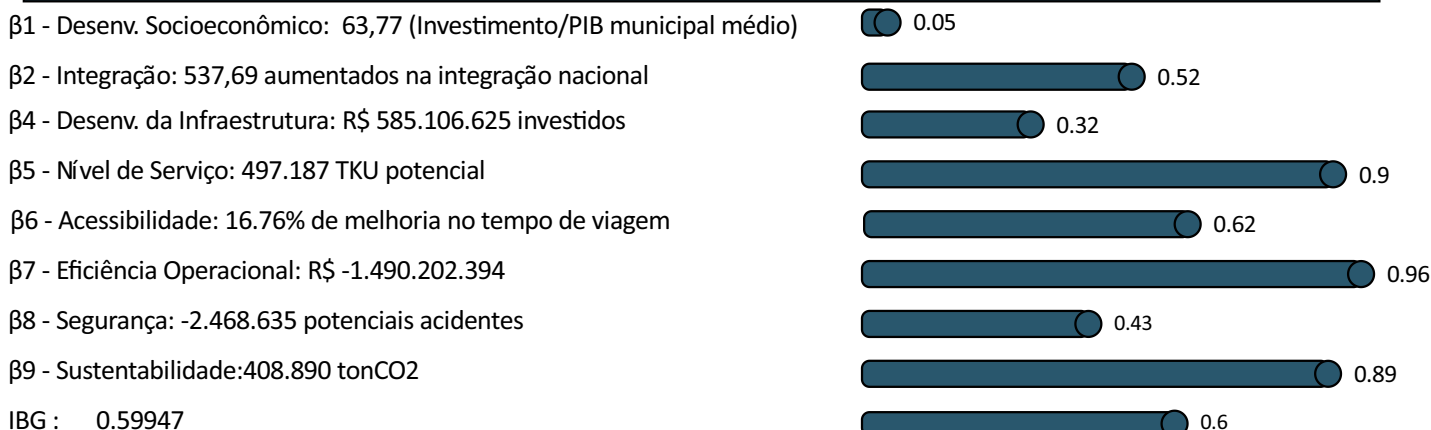 β1 - Desenv. Socioeconômico:  63,77 (Investimento/PIB municipal médio) 0.05
β2 - Integração: 537,69 aumentados na integração nacional 0.52
β4 - Desenv. da Infraestrutura: R$ 585.106.625 investidos 0.32
β5 - Nível de Serviço: 497.187 TKU potencial 0.9
β6 - Acessibilidade: 16.76% de melhoria no tempo de viagem 0.62
β7 - Eficiência Operacional: R$ -1.490.202.394 0.96
β8 - Segurança: -2.468.635 potenciais acidentes 0.43
β9 - Sustentabilidade:408.890 tonCO2 0.89
IBG :  0.59947 0.6